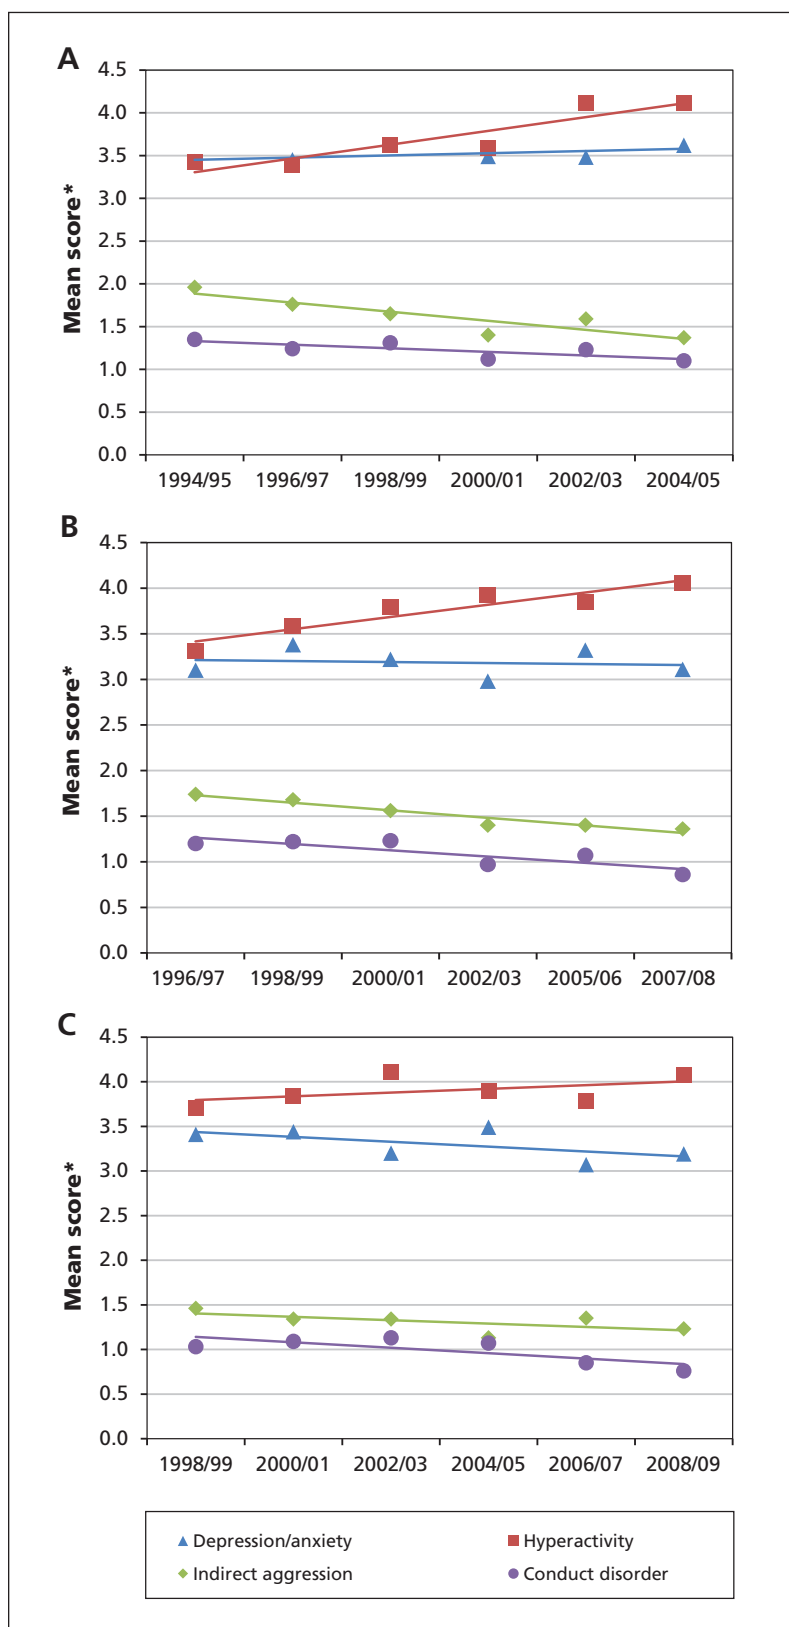 A
4.5
4.0
3.5
3.0
2.5
2.0
1.5
1.0
0.5
0.0
Mean score*
1994/95 1996/97 1998/99 2000/01 2002/03 2004/05
B
4.5
4.0
3.5
3.0
2.5
2.0
1.5
1.0
0.5
0.0
Mean score*
1996/97 1998/99 2000/01 2002/03 2005/06 2007/08
C
4.5
4.0
3.5
3.0
2.5
2.0
1.5
1.0
0.5
0.0
Mean score*
1998/99 2000/01 2002/03 2004/05 2006/07 2008/09
Depression/anxiety Hyperactivity
Indirect aggression Conduct disorder